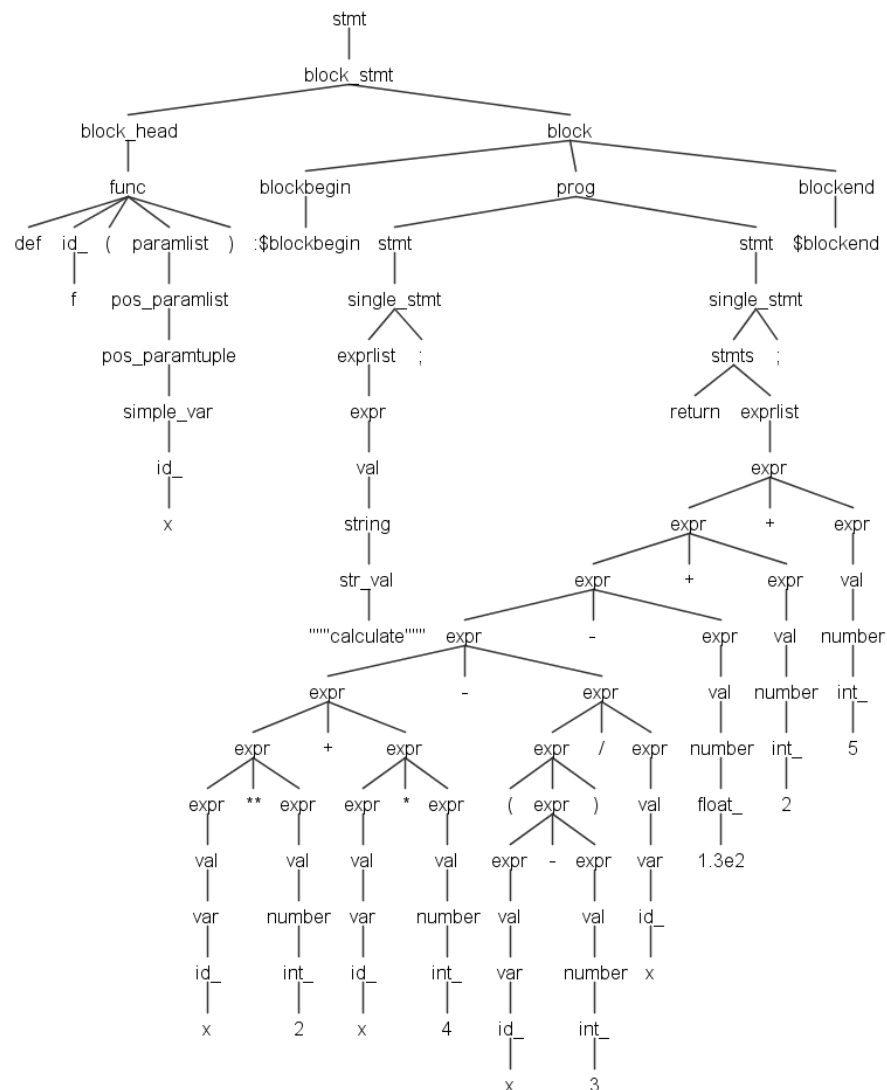 stmt
block_stmt
block_head block
func blockbegin prog blockend
def id_ ( paramlist ) :$blockbegin stmt stmt $blockend
f pos_paramlist single_stmt single_stmt
pos_paramtuple exprlist ; stmts ;
simple_var expr return exprlist
id_ val expr
x string expr + expr
str_val expr + expr val
"""calculate""" expr - expr val number
expr - expr val number int_
expr + expr expr / expr number int_ 5
expr ** expr expr * expr ( expr ) val float_ 2
val val val val expr - expr var 1.3e2
var number var number val val id_
id_ int_ id_ int_ var number x
x 2 x 4 id_ int_
x 3